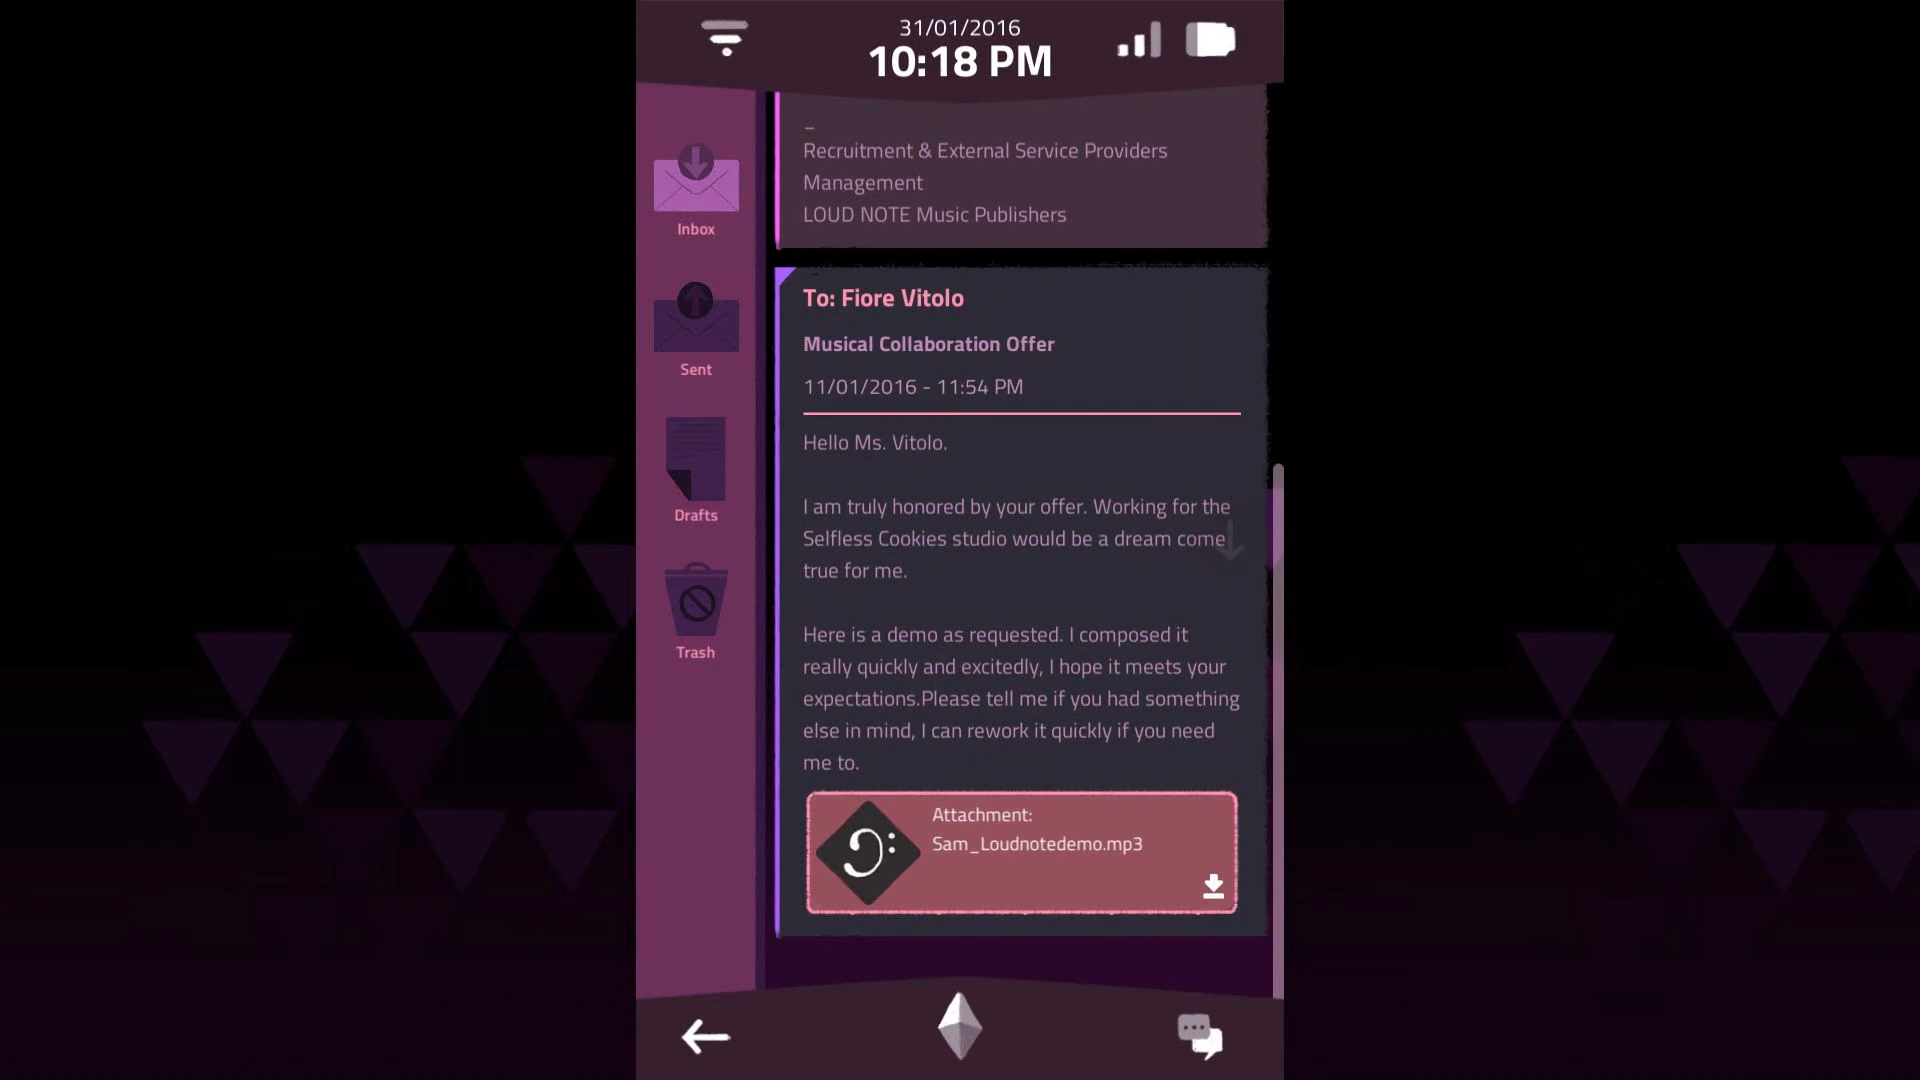 31/01/2016
10:18 PM
Inbox
Sent
Drafts
Trash
_
Recruitment & External Service Providers
Management
LOUD NOTE Music Publishers
To: Fiore Vitolo
Musical Collaboration Offer
11/01/2016 - 11:54 PM
Hello Ms. Vitolo.
I am truly honored by your offer. Working for the
Selfless Cookies studio would be a dream come
true for me.
Here is a demo as requested. I composed it
really quickly and excitedly, I hope it meets your
expectations.Please tell me if you had something
else in mind, I can rework it quickly if you need
me to.
Attachment:
Sam_Loudnotedemo.mp3